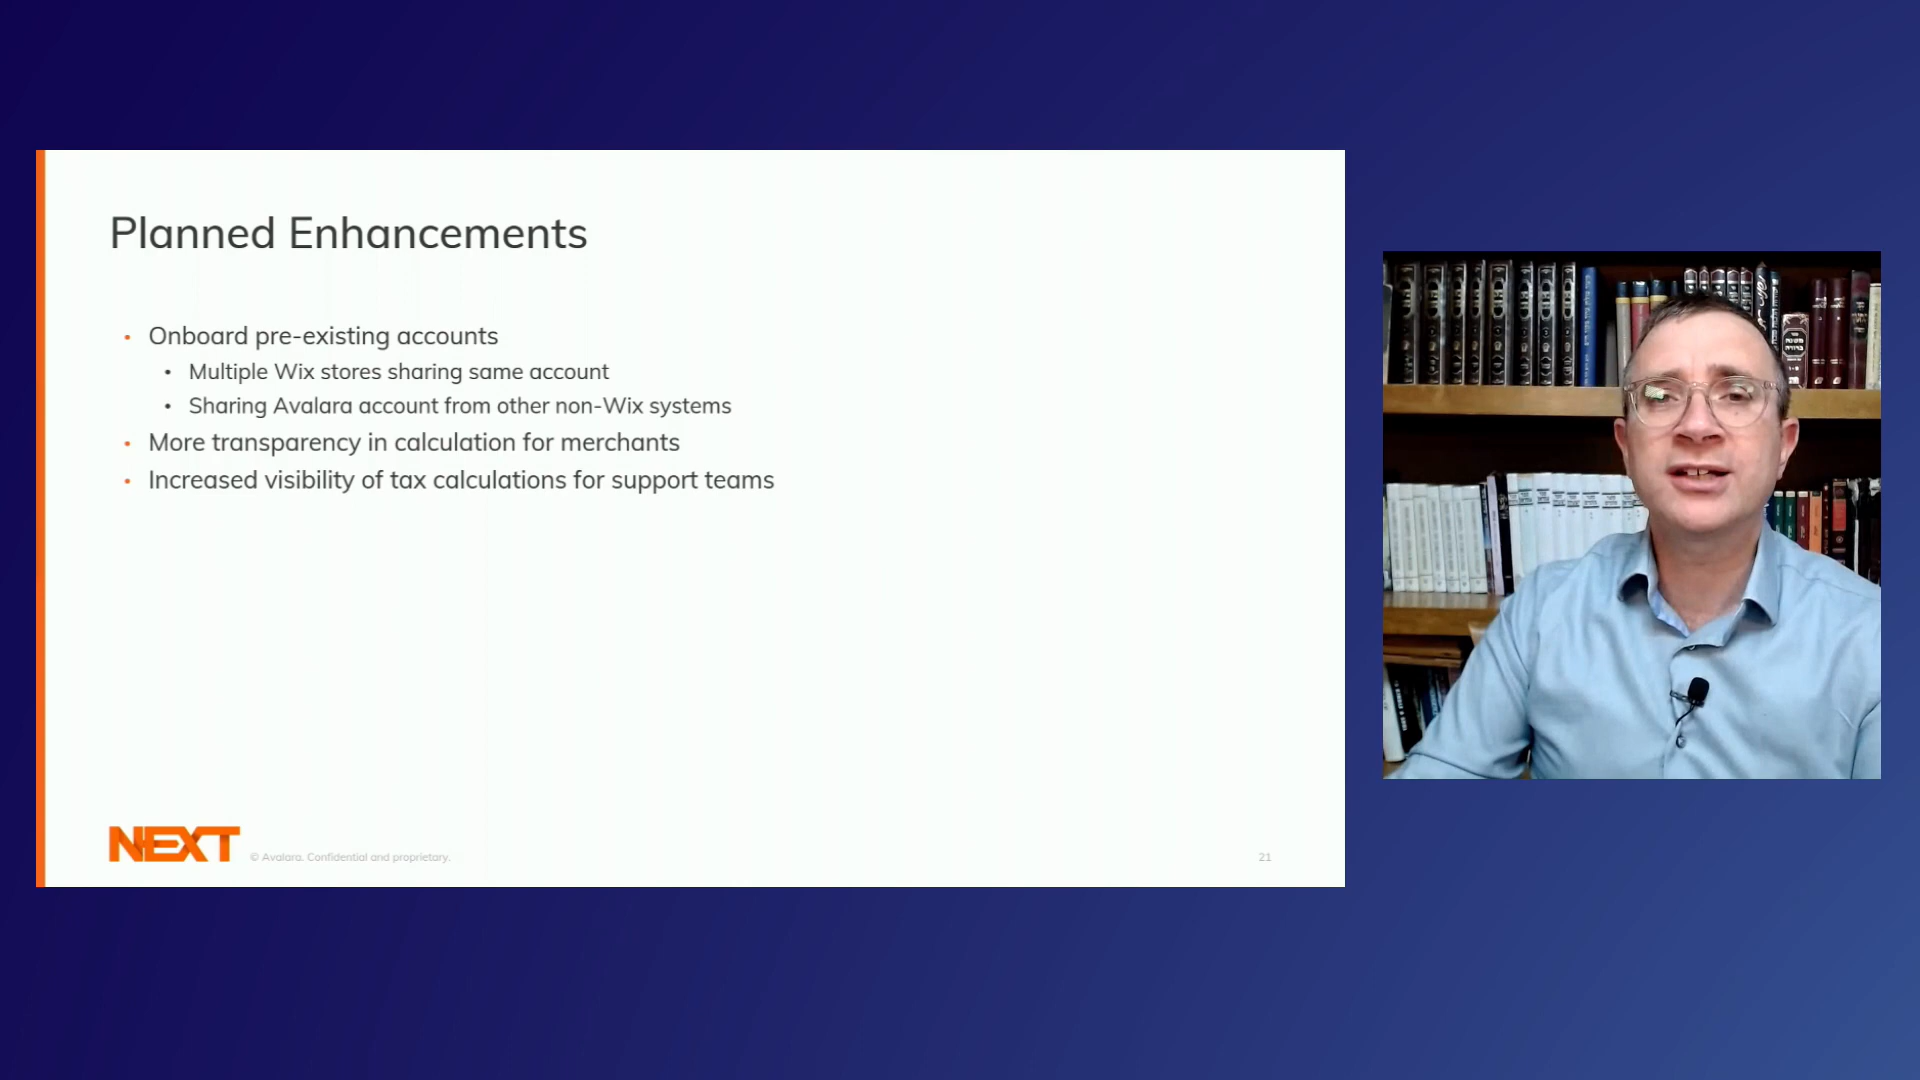 Planned Enhancements
• Onboard pre-existing accounts
• Multiple Wix stores sharing same account
• Sharing Avalara account from other non-Wix systems
• More transparency in calculation for merchants
• Increased visibility of tax calculations for support teams
NEXT
© Avalara. Confidential and proprietary.
21